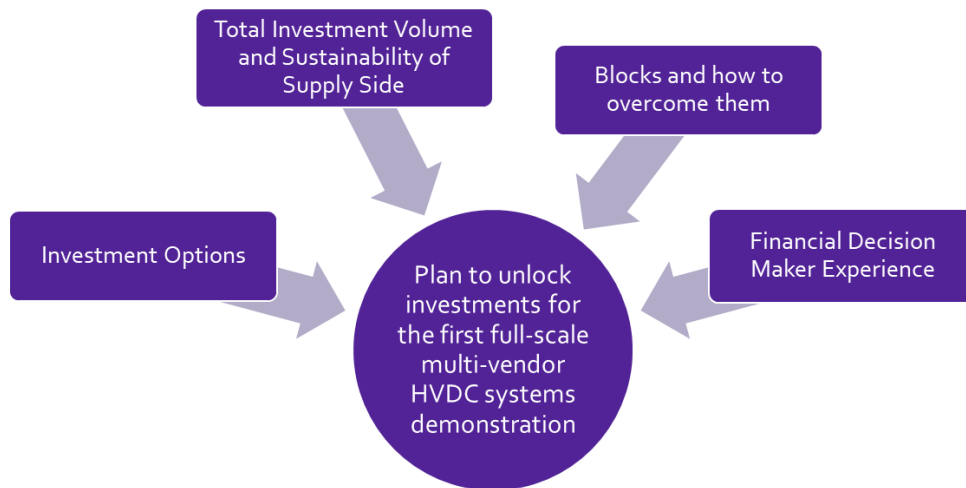 Total Investment Volume
and Sustainability of
Supply Side
Blocks and how to
overcome them
Investment Options
Financial Decision
Maker Experience
Plan to unlock
investments for
the first full-scale
multi-vendor
HVDC systems
demonstration